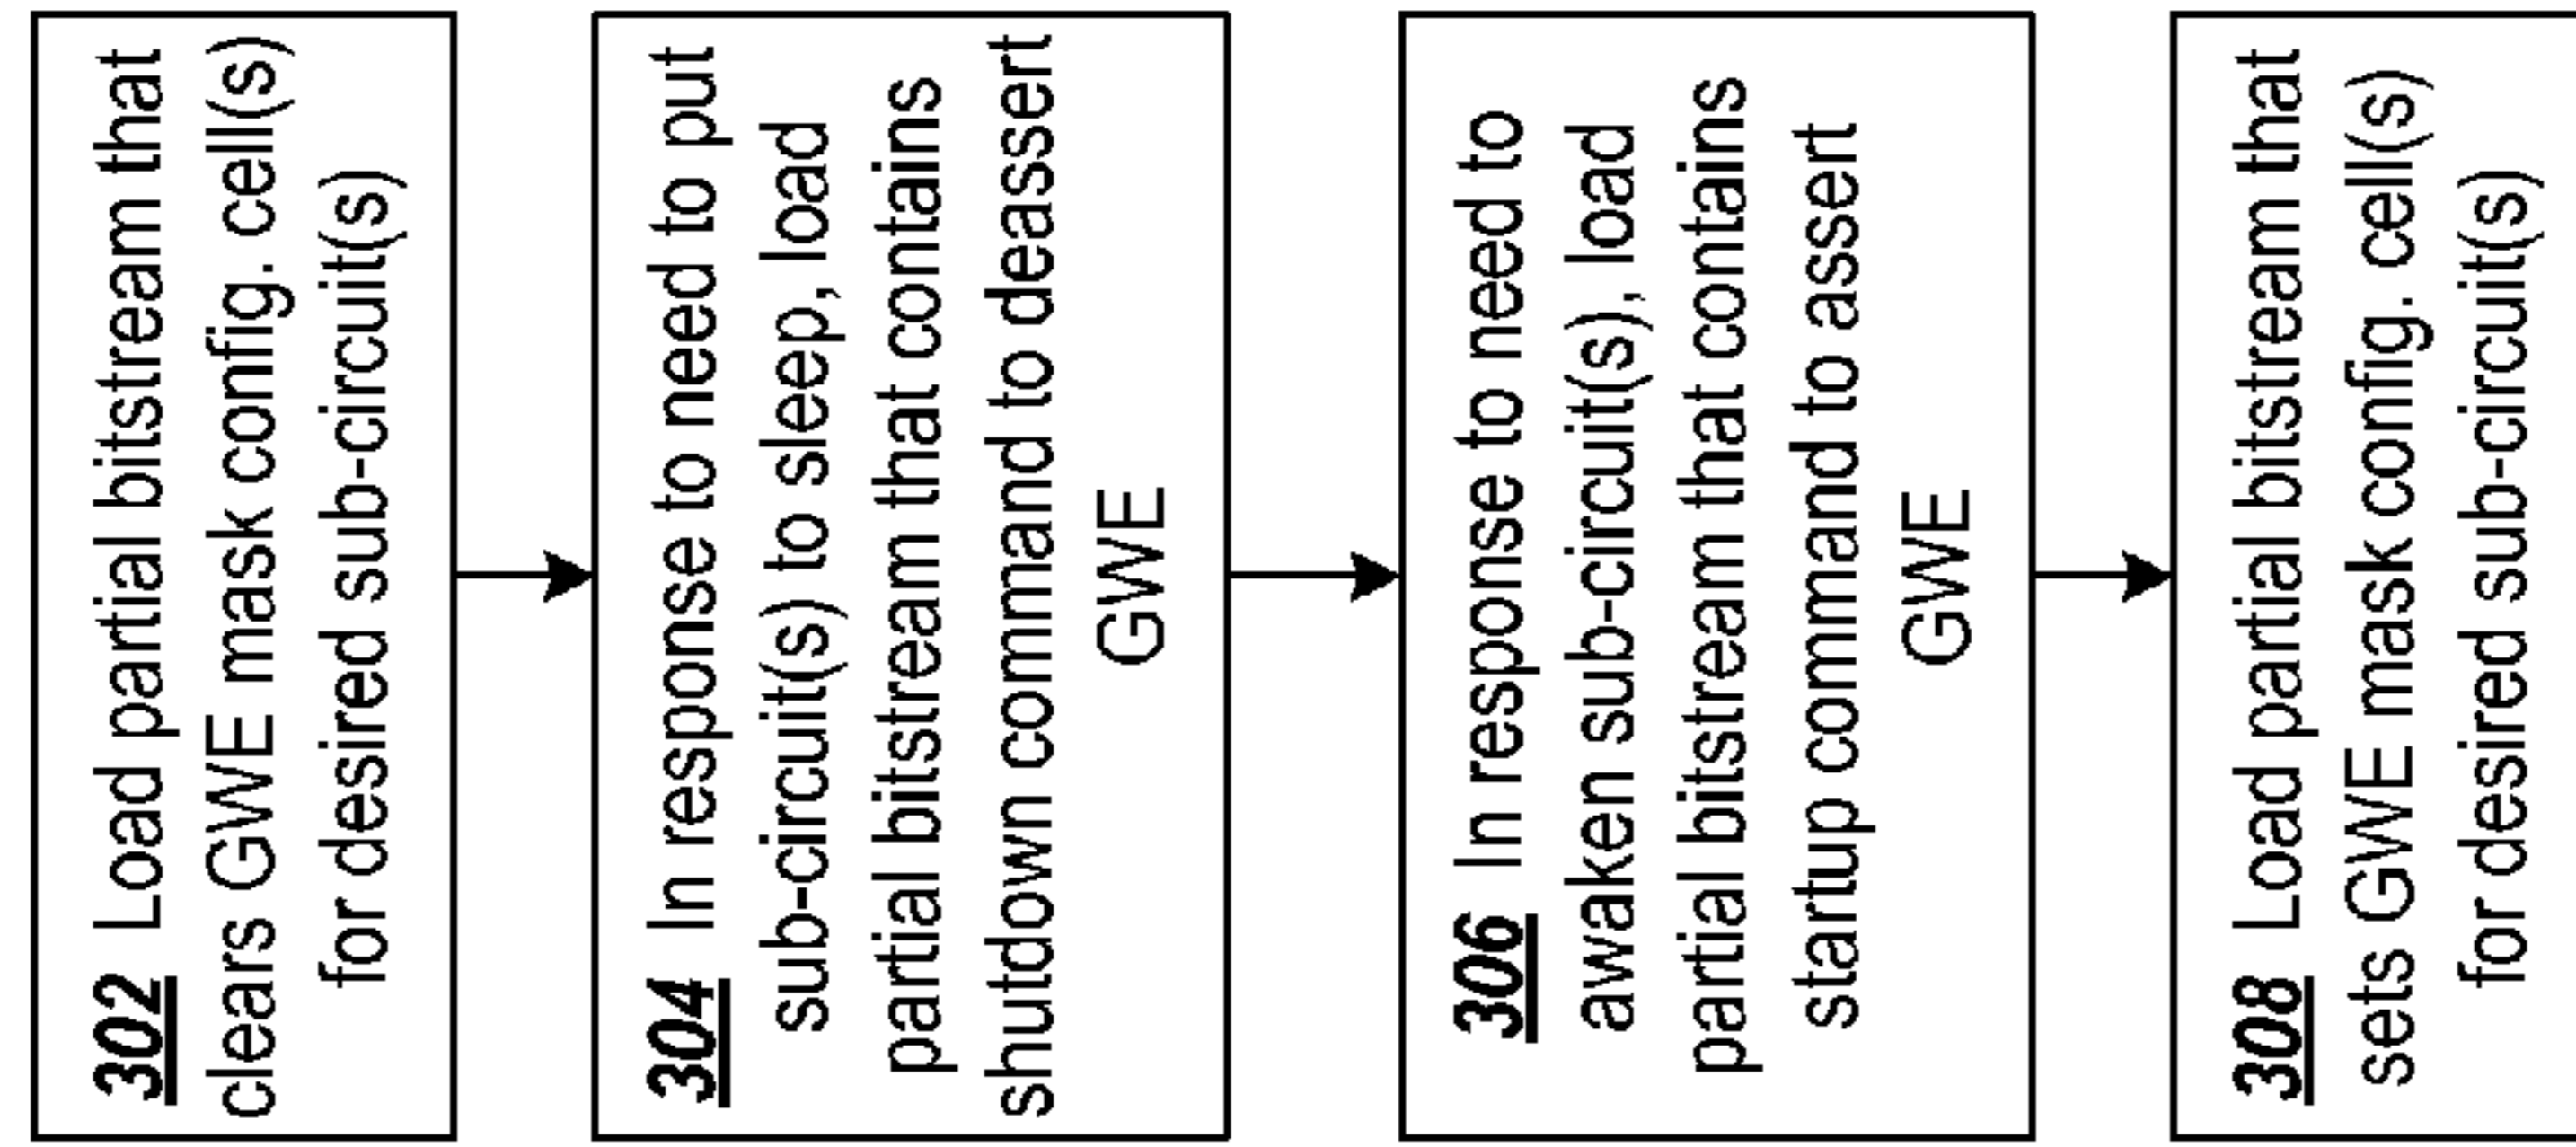 302 Load partial bitstream that
clears GWE mask config. cell(s)
for desired sub-circuit(s)
304 In response to need to put
sub-circuit(s) to sleep, load
partial bitstream that contains
shutdown command to deassert
GWE
306 In response to need to
awaken sub-circuit(s), load
partial bitstream that contains
startup command to assert
GWE
308 Load partial bitstream that
sets GWE mask config. cell(s)
for desired sub-circuit(s)